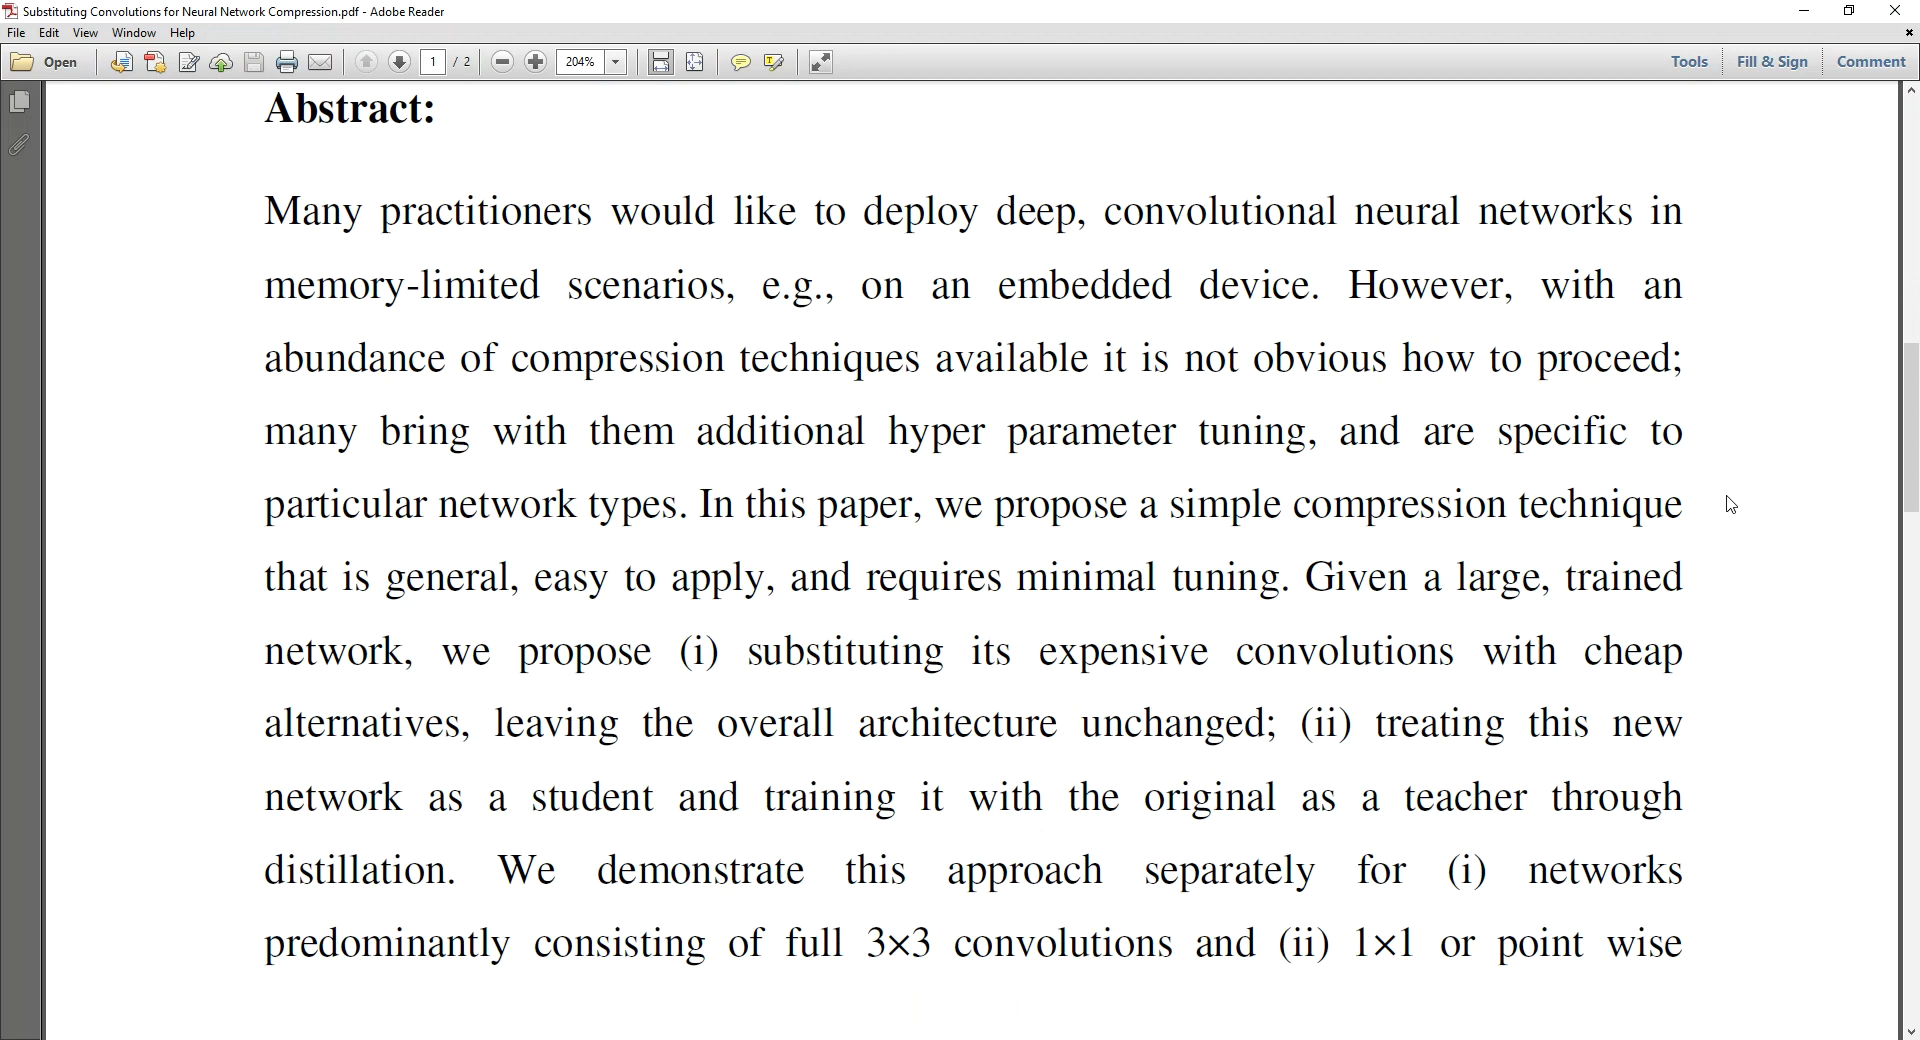 Substituting Convolutions for Neural Network Compression.pdf - Adobe Reader
File Edit View Window Help
Open 1 / 2 204% Tools Fill & Sign Comment
Abstract:
Many practitioners would like to deploy deep, convolutional neural networks in
memory-limited scenarios, e.g., on an embedded device. However, with an
abundance of compression techniques available it is not obvious how to proceed;
many bring with them additional hyper parameter tuning, and are specific to
particular network types. In this paper, we propose a simple compression technique
that is general, easy to apply, and requires minimal tuning. Given a large, trained
network, we propose (i) substituting its expensive convolutions with cheap
alternatives, leaving the overall architecture unchanged; (ii) treating this new
network as a student and training it with the original as a teacher through
distillation. We demonstrate this approach separately for (i) networks
predominantly consisting of full 3×3 convolutions and (ii) 1×1 or point wise